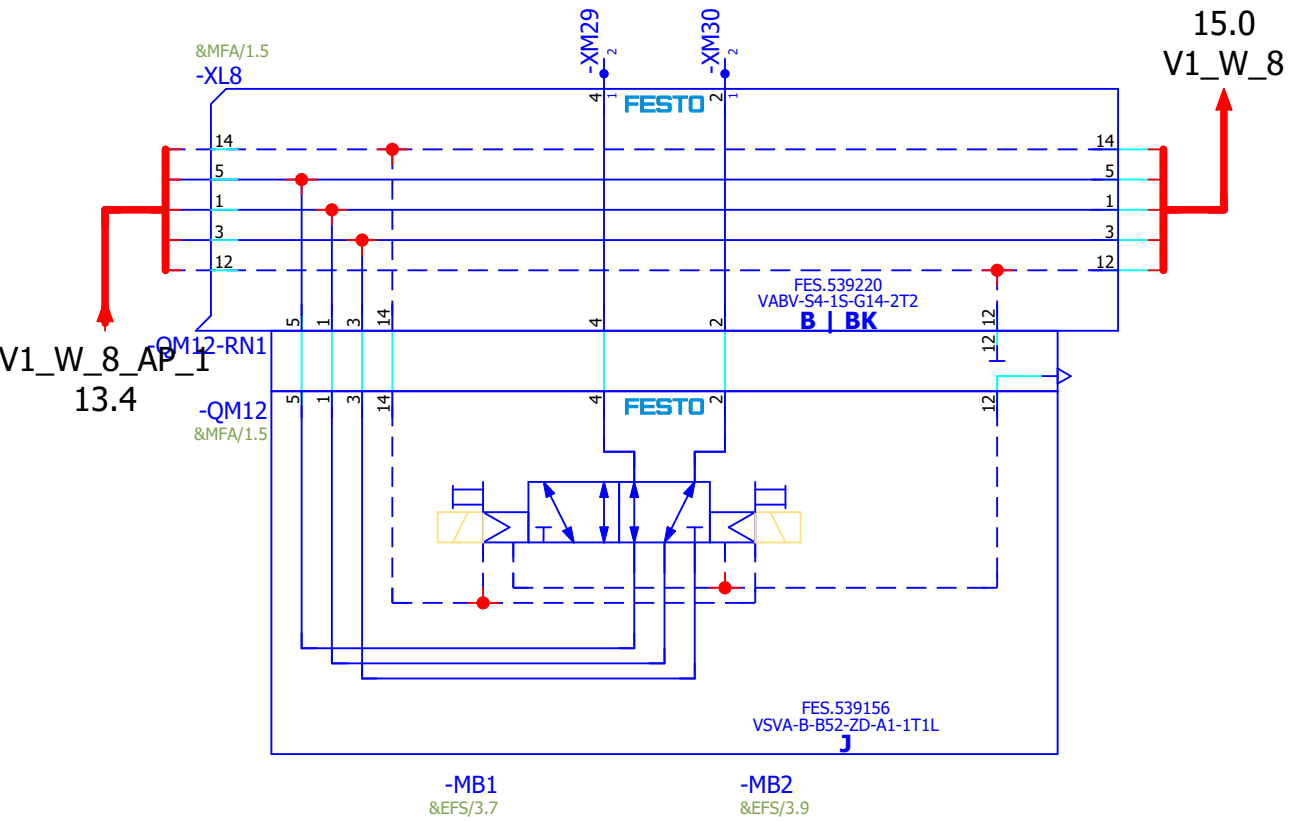 15.0
V1_W_8
-XM29
2
-XM30
2
&MFA/1.5
-XL8
4
1
FESTO
2
1
14
14
5
5
1
1
3
3
12
12
FES.539220
VABV-S4-1S-G14-2T2
B | BK
5
1
3
14
4
2
12
-QM12-RN1
12
V1_W_8_AP_1
13.4
-QM12
&MFA/1.5
5
1
3
14
4
FESTO
2
12
FES.539156
VSVA-B-B52-ZD-A1-1T1L
J
-MB1
&EFS/3.7
-MB2
&EFS/3.9